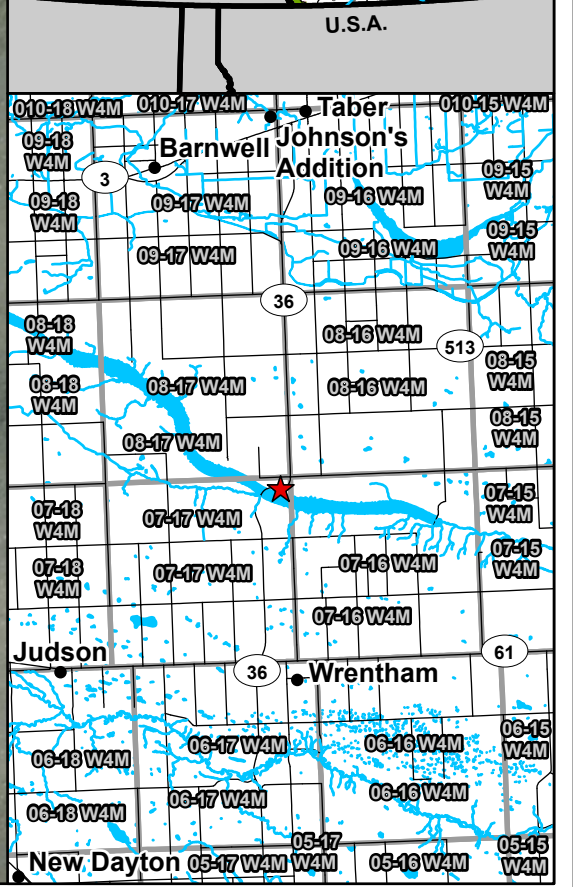 U.S.A.
010-18 W4M
010-17 W4M
Taber
010-15 W4M
09-18
W4M
Barnwell
Johnson's
Addition
3
09-15
W4M
09-18
W4M
09-17 W4M
09-16 W4M
09-15
W4M
09-17 W4M
09-16 W4M
36
08-18
W4M
08-16 W4M
513
08-15
W4M
08-18
W4M
08-17 W4M
08-16 W4M
08-15
W4M
08-17 W4M
07-18
W4M
07-17 W4M
07-15
W4M
07-18
W4M
07-17 W4M
07-16 W4M
07-15
W4M
07-16 W4M
Judson
36
Wrentham
61
06-18 W4M
06-17 W4M
06-16 W4M
06-15
W4M
06-18 W4M
06-17 W4M
06-16 W4M
New Dayton
05-17 W4M
05-17
W4M
05-16 W4M
05-15
W4M